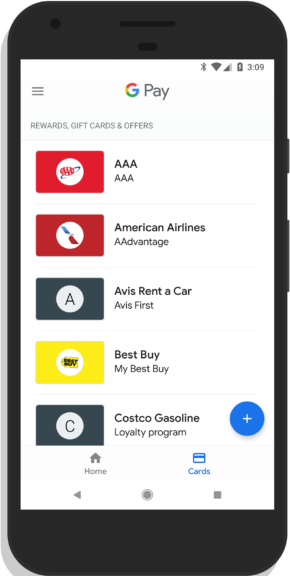 3:09
G Pay
REWARDS, GIFT CARDS & OFFERS
AAA
AAA
AAA
American Airlines
AAdvantage
A
Avis Rent a Car
Avis First
BEST
BUY
Best Buy
My Best Buy
C
Costco Gasoline
Loyalty program
+
Home
Cards